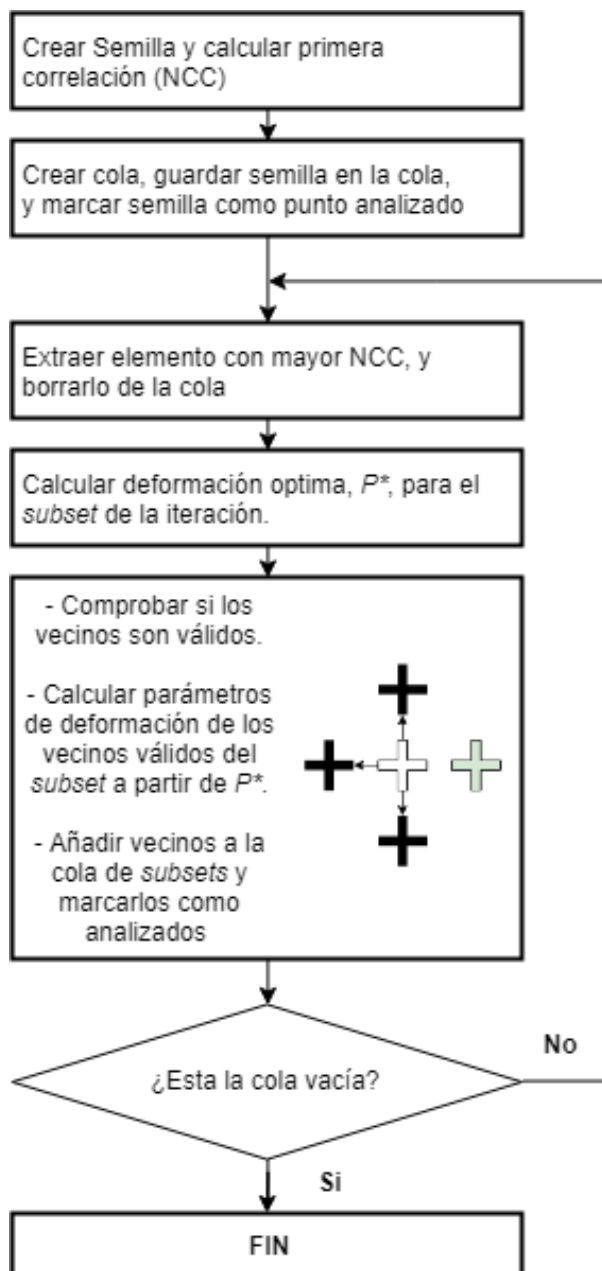 Crear Semilla y calcular primera
correlación (NCC)
Crear cola, guardar semilla en la cola,
y marcar semilla como punto analizado
Extraer elemento con mayor NCC, y
borrarlo de la cola
Calcular deformación optima, P*, para el
subset de la iteración.
- Comprobar si los
vecinos son válidos.
- Calcular parámetros
de deformación de los
vecinos válidos del
subset a partir de P*.
- Añadir vecinos a la
cola de subsets y
marcarlos como
analizados
¿Esta la cola vacía?
No
Si
FIN